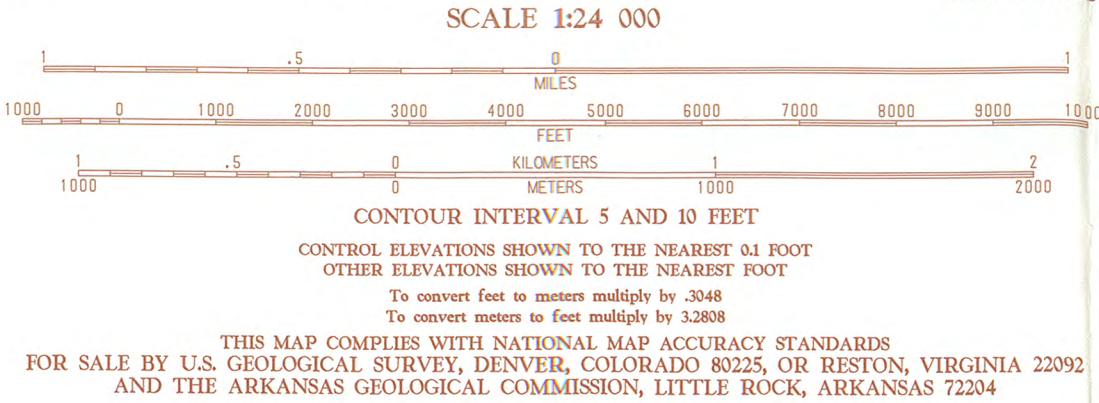 SCALE 1:24 000
1 .5 0 1
MILES
1000 0 1000 2000 3000 4000 5000 6000 7000 8000 9000 1000
FEET
1 .5 0 KILOMETERS 1 2
1000 0 METERS 1000 2000
CONTOUR INTERVAL 5 AND 10 FEET
CONTROL ELEVATIONS SHOWN TO THE NEAREST 0.1 FOOT
OTHER ELEVATIONS SHOWN TO THE NEAREST FOOT
To convert feet to meters multiply by .3048
To convert meters to feet multiply by 3.2808
THIS MAP COMPLIES WITH NATIONAL MAP ACCURACY STANDARDS
FOR SALE BY U.S. GEOLOGICAL SURVEY, DENVER, COLORADO 80225, OR RESTON, VIRGINIA 22092
AND THE ARKANSAS GEOLOGICAL COMMISSION, LITTLE ROCK, ARKANSAS 72204